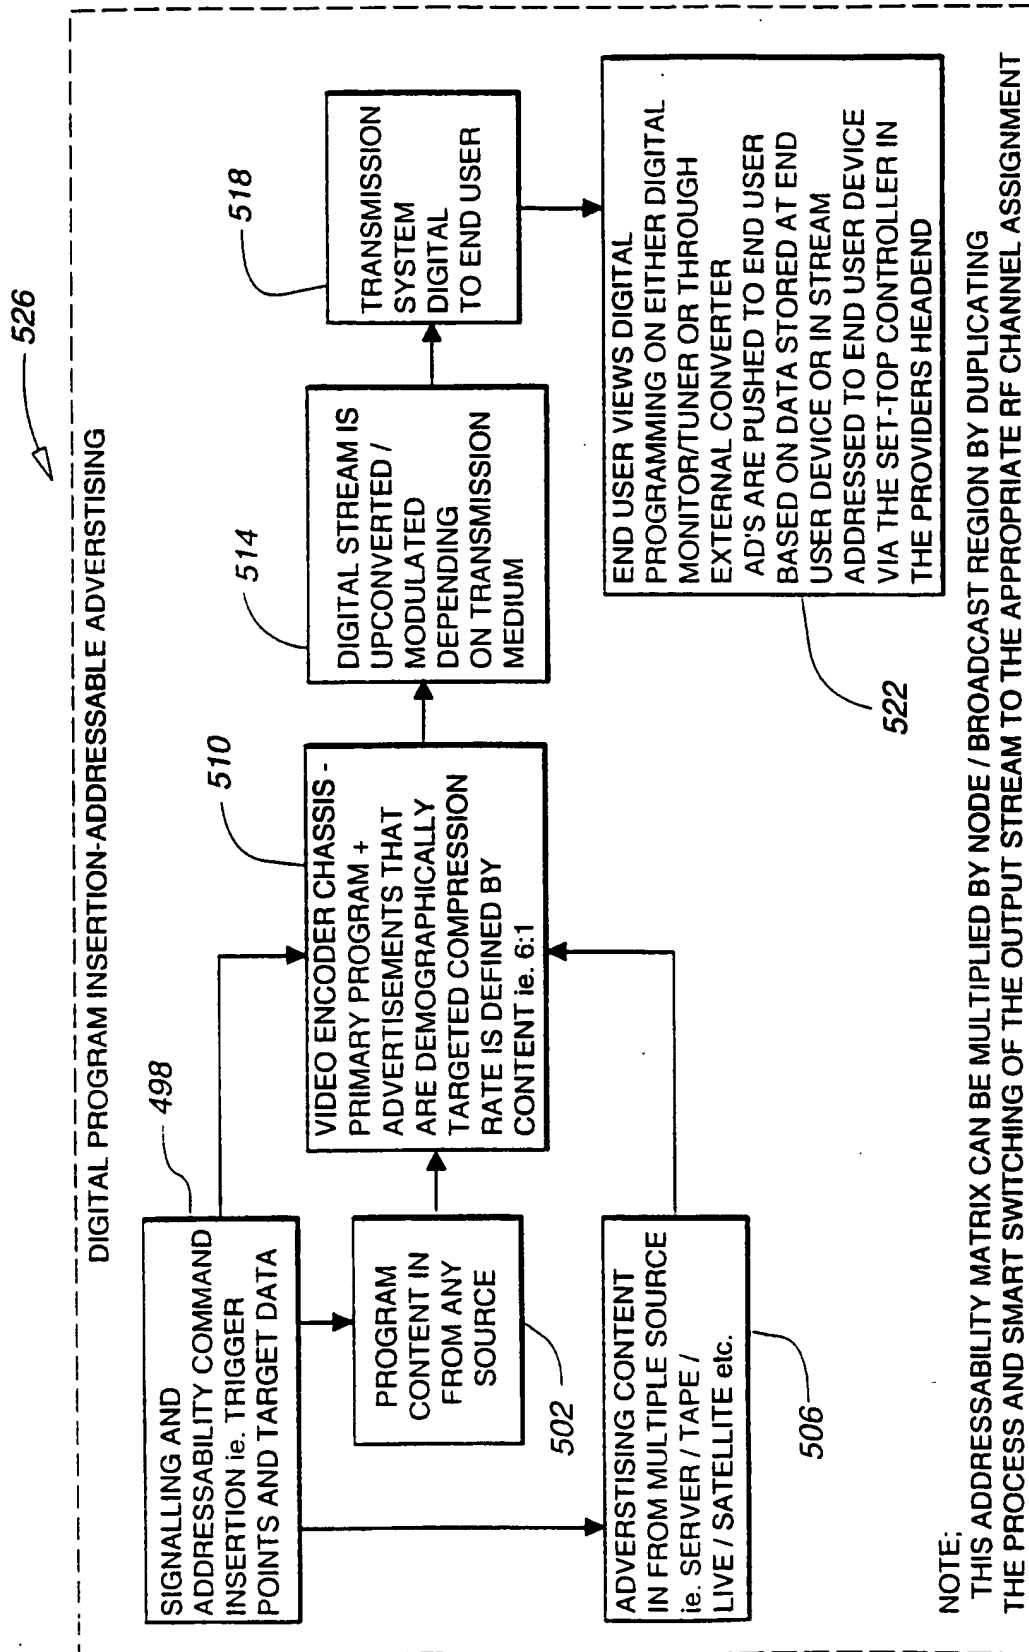 526
DIGITAL PROGRAM INSERTION-ADDRESSABLE ADVERSTISING
498
SIGNALLING AND
ADDRESSABILITY COMMAND
INSERTION ie. TRIGGER
POINTS AND TARGET DATA
PROGRAM
CONTENT IN
FROM ANY
SOURCE
502
ADVERSTISING CONTENT
IN FROM MULTIPLE SOURCE
ie. SERVER / TAPE /
LIVE / SATELLITE etc.
506
510
VIDEO ENCODER CHASSIS -
PRIMARY PROGRAM +
ADVERTISEMENTS THAT
ARE DEMOGRAPHICALLY
TARGETED COMPRESSION
RATE IS DEFINED BY
CONTENT ie. 6:1
514
DIGITAL STREAM IS
UPCONVERTED /
MODULATED
DEPENDING
ON TRANSMISSION
MEDIUM
518
TRANSMISSION
SYSTEM
DIGITAL
TO END USER
END USER VIEWS DIGITAL
PROGRAMMING ON EITHER DIGITAL
MONITOR/TUNER OR THROUGH
EXTERNAL CONVERTER
AD'S ARE PUSHED TO END USER
BASED ON DATA STORED AT END
USER DEVICE OR IN STREAM
ADDRESSED TO END USER DEVICE
VIA THE SET-TOP CONTROLLER IN
THE PROVIDERS HEADEND
522
NOTE;
THIS ADDRESSABILITY MATRIX CAN BE MULTIPLIED BY NODE / BROADCAST REGION BY DUPLICATING
THE PROCESS AND SMART SWITCHING OF THE OUTPUT STREAM TO THE APPROPRIATE RF CHANNEL ASSIGNMENT